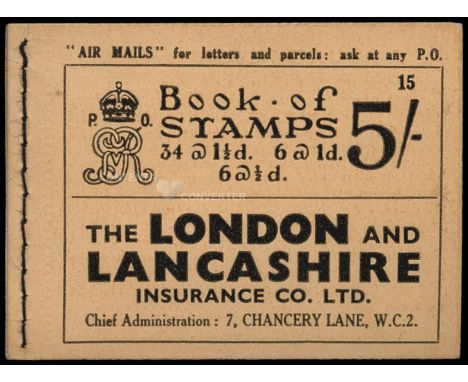 "AIR MAILS" for letters and parcels: ask at any P.O.
15
P. O.
Book · of
STAMPS
34 @ 1½d. 6 @ 1d.
6 @ ½d.
5/-
CONVERTER
THE LONDON AND
LANCASHIRE
INSURANCE CO. LTD.
Chief Administration : 7, CHANCERY LANE, W.C.2.